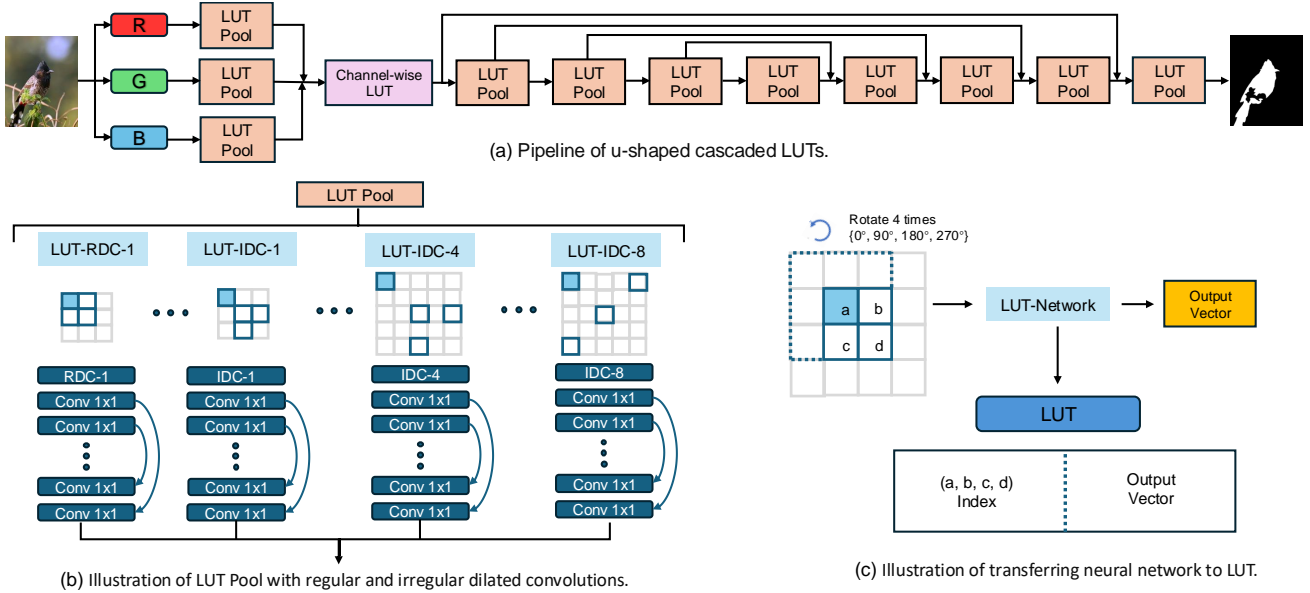 R
LUT
Pool
G
LUT
Pool
B
LUT
Pool
Channel-wise
LUT
LUT
Pool
LUT
Pool
LUT
Pool
LUT
Pool
LUT
Pool
LUT
Pool
LUT
Pool
LUT
Pool
(a) Pipeline of u-shaped cascaded LUTs.
LUT Pool
LUT-RDC-1
LUT-IDC-1
LUT-IDC-4
LUT-IDC-8
RDC-1
Conv 1x1
Conv 1x1
Conv 1x1
Conv 1x1
IDC-1
Conv 1x1
Conv 1x1
Conv 1x1
Conv 1x1
IDC-4
Conv 1x1
Conv 1x1
Conv 1x1
Conv 1x1
IDC-8
Conv 1x1
Conv 1x1
Conv 1x1
Conv 1x1
(b) Illustration of LUT Pool with regular and irregular dilated convolutions.
Rotate 4 times
{0°, 90°, 180°, 270°}
a b
c d
LUT-Network
Output
Vector
LUT
(a, b, c, d)
Index
Output
Vector
(c) Illustration of transferring neural network to LUT.